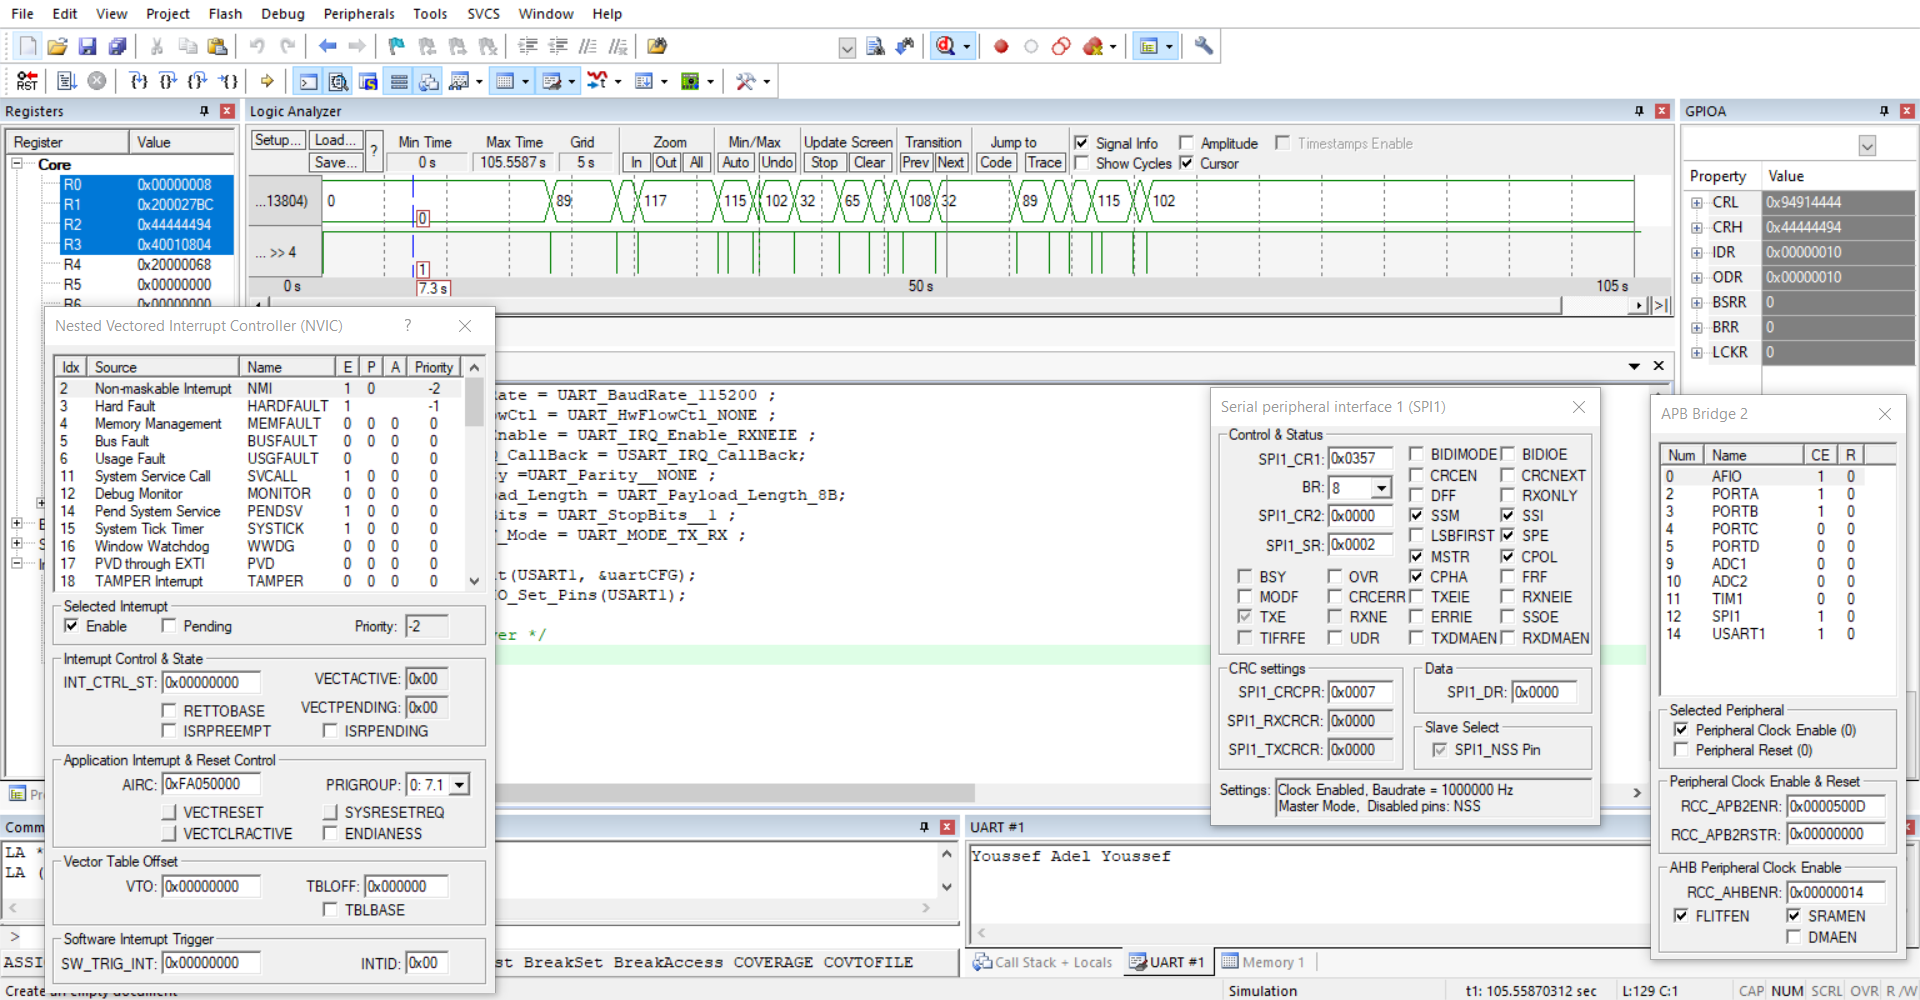 File Edit View Project Flash Debug Peripherals Tools SVCS Window Help
Registers
Register Value
Core
R0 0x00000008
R1 0x200027BC
R2 0x44444494
R3 0x40010804
R4 0x20000068
R5 0x00000000
R6 0x00000000
Logic Analyzer
Setup... Load... Save... ?
Min Time Max Time Grid
0 s 105.5587 s 5 s
Zoom
In Out All
Min/Max
Auto Undo
Update Screen
Stop Clear
Transition
Prev Next
Jump to
Code Trace
Signal Info Amplitude Timestamps Enable
Show Cycles Cursor
...13804) 0 89 117 115 102 32 65 108 32 89 115 102
0
... >> 4
1
0 s 7.3 s 50 s 105 s
GPIOA
Property Value
CRL 0x94914444
CRH 0x44444494
IDR 0x00000010
ODR 0x00000010
BSRR 0
BRR 0
LCKR 0
Nested Vectored Interrupt Controller (NVIC) ?
Idx Source Name E P A Priority
2 Non-maskable Interrupt NMI 1 0 -2
3 Hard Fault HARDFAULT 1 -1
4 Memory Management MEMFAULT 0 0 0 0
5 Bus Fault BUSFAULT 0 0 0 0
6 Usage Fault USGFAULT 0 0 0
11 System Service Call SVCALL 1 0 0 0
12 Debug Monitor MONITOR 0 0 0 0
14 Pend System Service PENDSV 1 0 0 0
15 System Tick Timer SYSTICK 1 0 0 0
16 Window Watchdog WWDG 0 0 0 0
17 PVD through EXTI PVD 0 0 0 0
18 TAMPER Interrupt TAMPER 0 0 0 0
Selected Interrupt
Enable Pending Priority: -2
Interrupt Control & State
INT_CTRL_ST: 0x00000000 VECTACTIVE: 0x00
RETTOBASE VECTPENDING: 0x00
ISRPREEMPT ISRPENDING
Application Interrupt & Reset Control
AIRC: 0xFA050000 PRIGROUP: 0: 7.1
VECTRESET SYSRESETREQ
VECTCLRACTIVE ENDIANESS
Vector Table Offset
VTO: 0x00000000 TBLOFF: 0x000000
TBLBASE
Software Interrupt Trigger
SW_TRIG_INT: 0x00000000 INTID: 0x00
Rate = UART_BaudRate_115200 ;
owCtl = UART_HwFlowCtl_NONE ;
Enable = UART_IRQ_Enable_RXNEIE ;
Q_CallBack = USART_IRQ_CallBack;
y =UART_Parity__NONE ;
oad_Length = UART_Payload_Length_8B;
Bits = UART_StopBits__1 ;
_Mode = UART_MODE_TX_RX ;
t(USART1, &uartCFG);
IO_Set_Pins(USART1);
er */
Serial peripheral interface 1 (SPI1)
Control & Status
SPI1_CR1: 0x0357 BIDIMODE BIDIOE
CRCEN CRCNEXT
BR: 8 DFF RXONLY
SPI1_CR2: 0x0000 SSM SSI
LSBFIRST SPE
SPI1_SR: 0x0002 MSTR CPOL
BSY OVR CPHA FRF
MODF CRCERR TXEIE RXNEIE
TXE RXNE ERRIE SSOE
TIFRFE UDR TXDMAEN RXDMAEN
CRC settings
SPI1_CRCPR: 0x0007
SPI1_RXCRCR: 0x0000
SPI1_TXCRCR: 0x0000
Data
SPI1_DR: 0x0000
Slave Select
SPI1_NSS Pin
Settings: Clock Enabled, Baudrate = 1000000 Hz
Master Mode, Disabled pins: NSS
APB Bridge 2
Num Name CE R
0 AFIO 1 0
2 PORTA 1 0
3 PORTB 1 0
4 PORTC 0 0
5 PORTD 0 0
9 ADC1 0 0
10 ADC2 0 0
11 TIM1 0 0
12 SPI1 1 0
14 USART1 1 0
Selected Peripheral
Peripheral Clock Enable (0)
Peripheral Reset (0)
Peripheral Clock Enable & Reset
RCC_APB2ENR: 0x0000500D
RCC_APB2RSTR: 0x00000000
AHB Peripheral Clock Enable
RCC_AHBENR: 0x00000014
FLITFEN SRAMEN
DMAEN
Comm
LA *
LA (
>
ASSI st BreakSet BreakAccess COVERAGE COVTOFILE
UART #1
Youssef Adel Youssef
Call Stack + Locals UART #1 Memory 1
Create an empty document Simulation t1: 105.55870312 sec L:129 C:1 CAP NUM SCRL OVR R/W